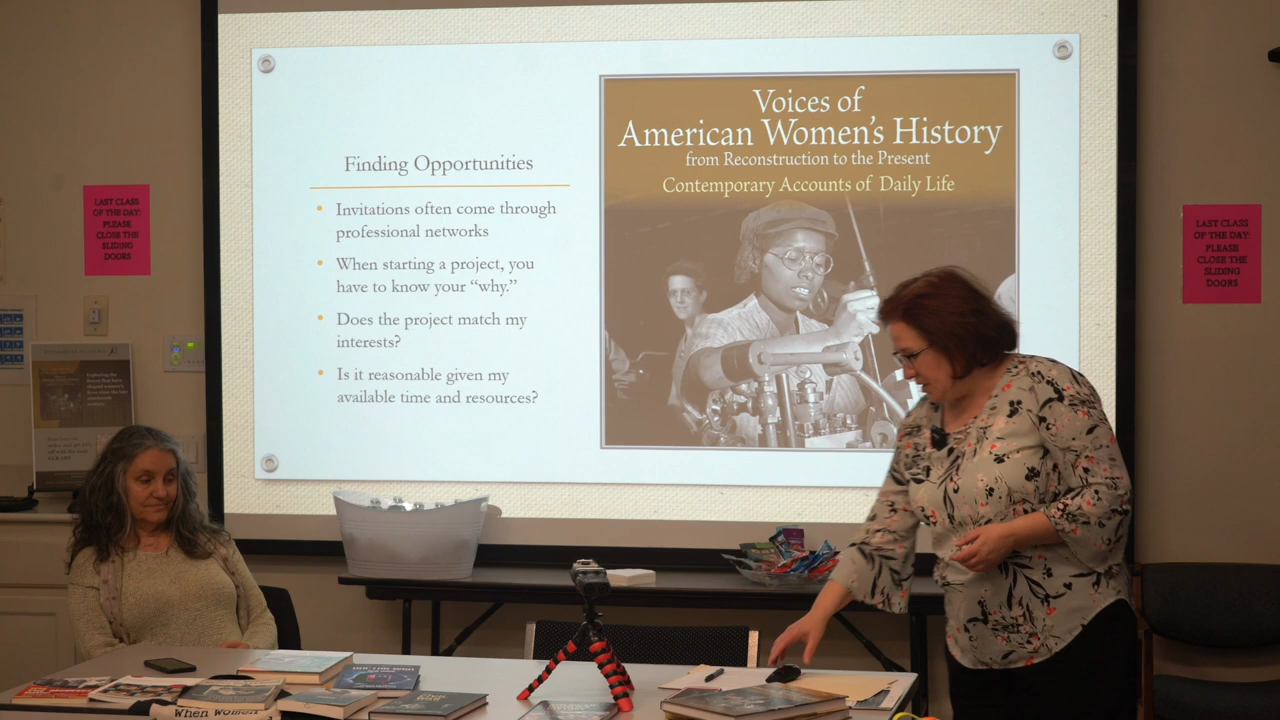 Finding Opportunities
Invitations often come through
professional networks
When starting a project, you
have to know your “why.”
Does the project match my
interests?
Is it reasonable given my
available time and resources?
Voices of
American Women's History
from Reconstruction to the Present
Contemporary Accounts of Daily Life
LAST CLASS
OF THE DAY:
PLEASE
CLOSE THE
SLIDING
DOORS
LAST CLASS
OF THE DAY:
PLEASE
CLOSE THE
SLIDING
DOORS
When Women